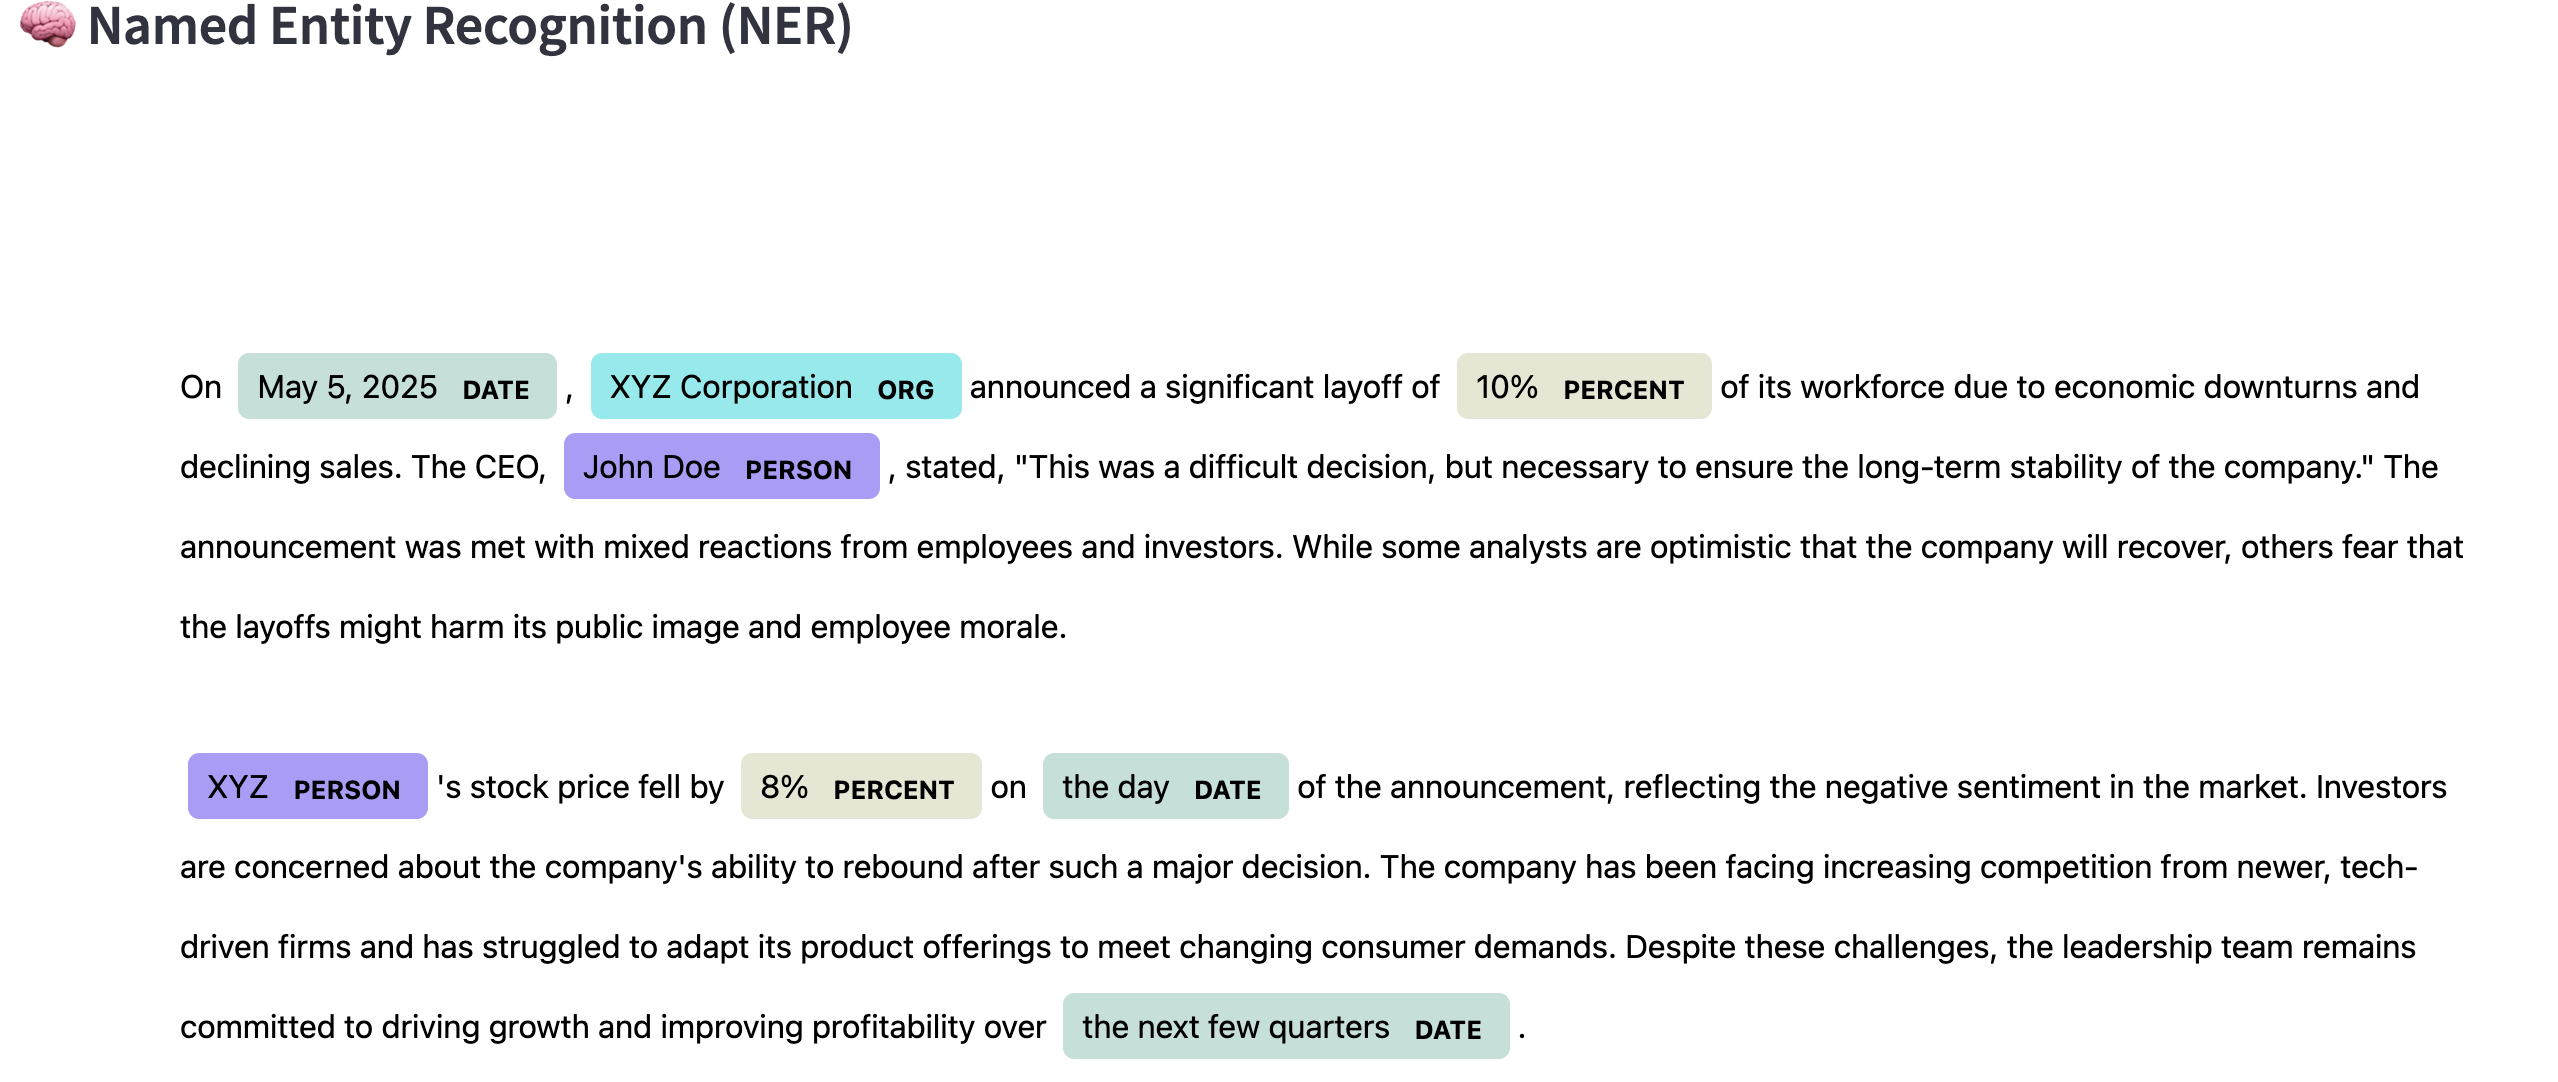 🧠 Named Entity Recognition (NER)
On May 5, 2025 DATE , XYZ Corporation ORG announced a significant layoff of 10% PERCENT of its workforce due to economic downturns and
declining sales. The CEO, John Doe PERSON , stated, "This was a difficult decision, but necessary to ensure the long-term stability of the company." The
announcement was met with mixed reactions from employees and investors. While some analysts are optimistic that the company will recover, others fear that
the layoffs might harm its public image and employee morale.
XYZ PERSON 's stock price fell by 8% PERCENT on the day DATE of the announcement, reflecting the negative sentiment in the market. Investors
are concerned about the company's ability to rebound after such a major decision. The company has been facing increasing competition from newer, tech-
driven firms and has struggled to adapt its product offerings to meet changing consumer demands. Despite these challenges, the leadership team remains
committed to driving growth and improving profitability over the next few quarters DATE .